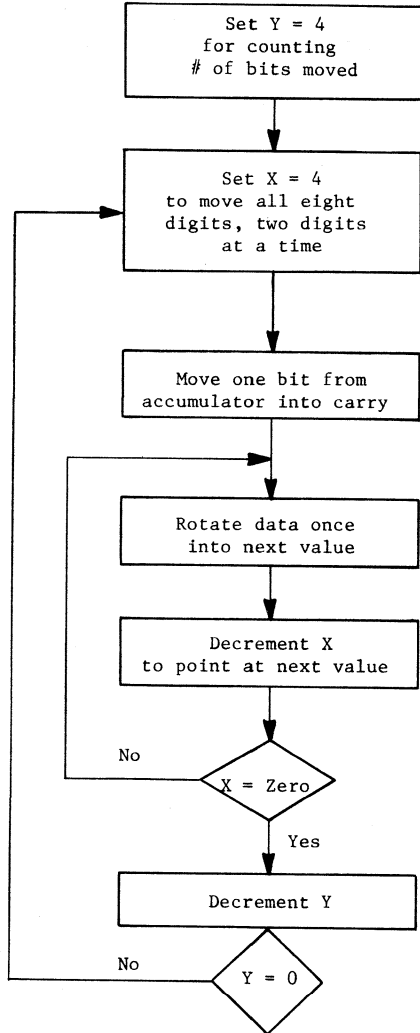 Set Y = 4
for counting
# of bits moved
Set X = 4
to move all eight
digits, two digits
at a time
Move one bit from
accumulator into carry
Rotate data once
into next value
Decrement X
to point at next value
No
X = Zero
Yes
Decrement Y
No
Y = 0